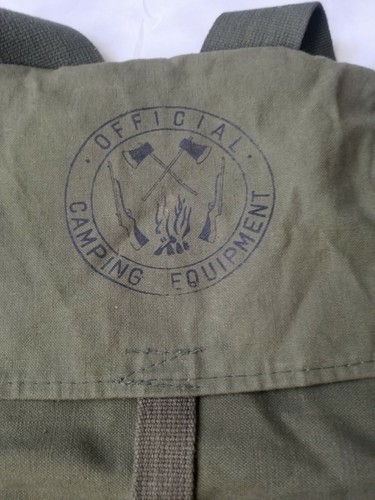 · OFFICIAL ·
CAMPING EQUIPMENT